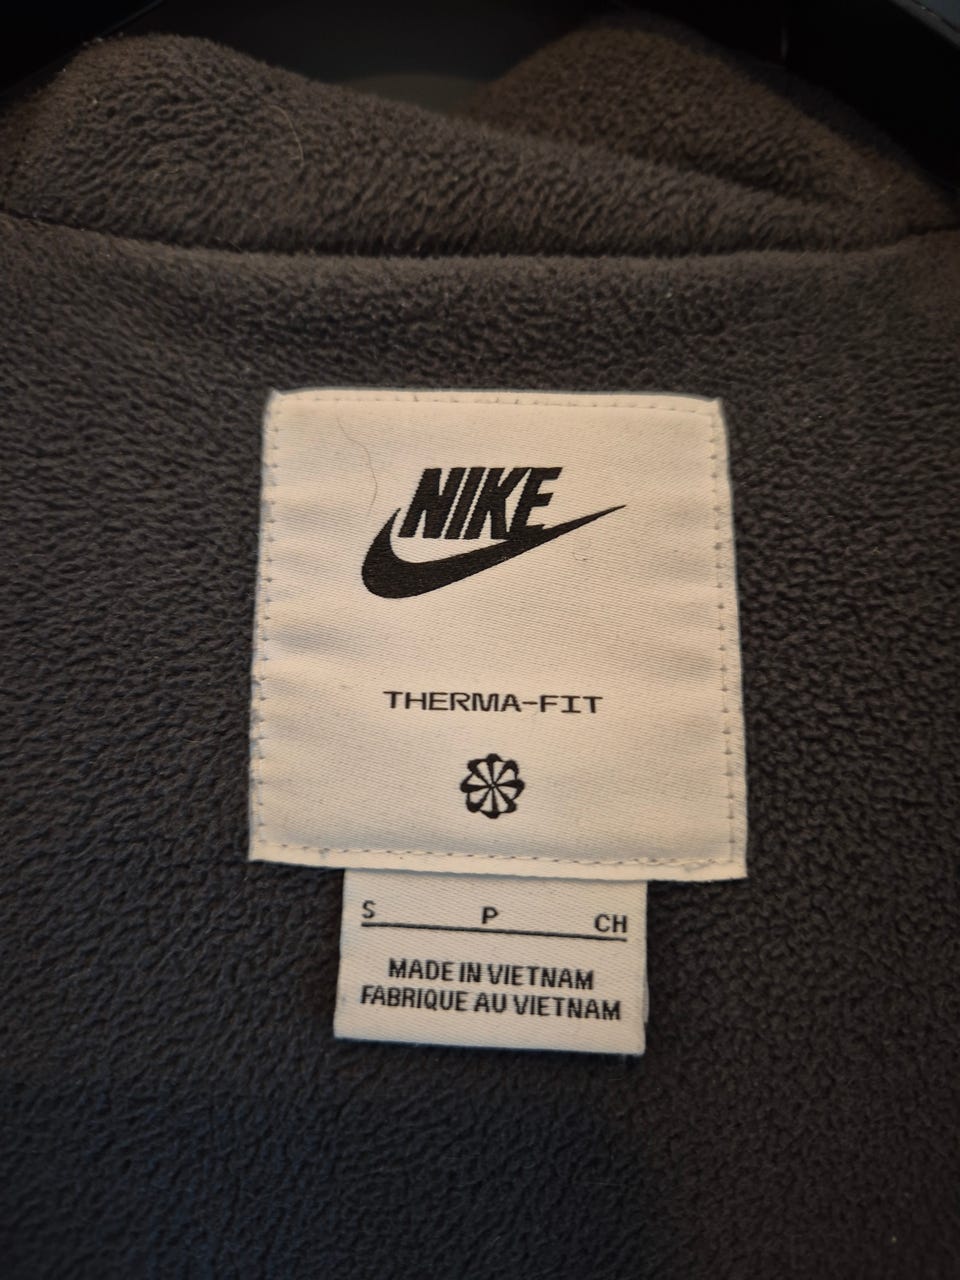 NIKE
THERMA-FIT
S P CH
MADE IN VIETNAM
FABRIQUE AU VIETNAM